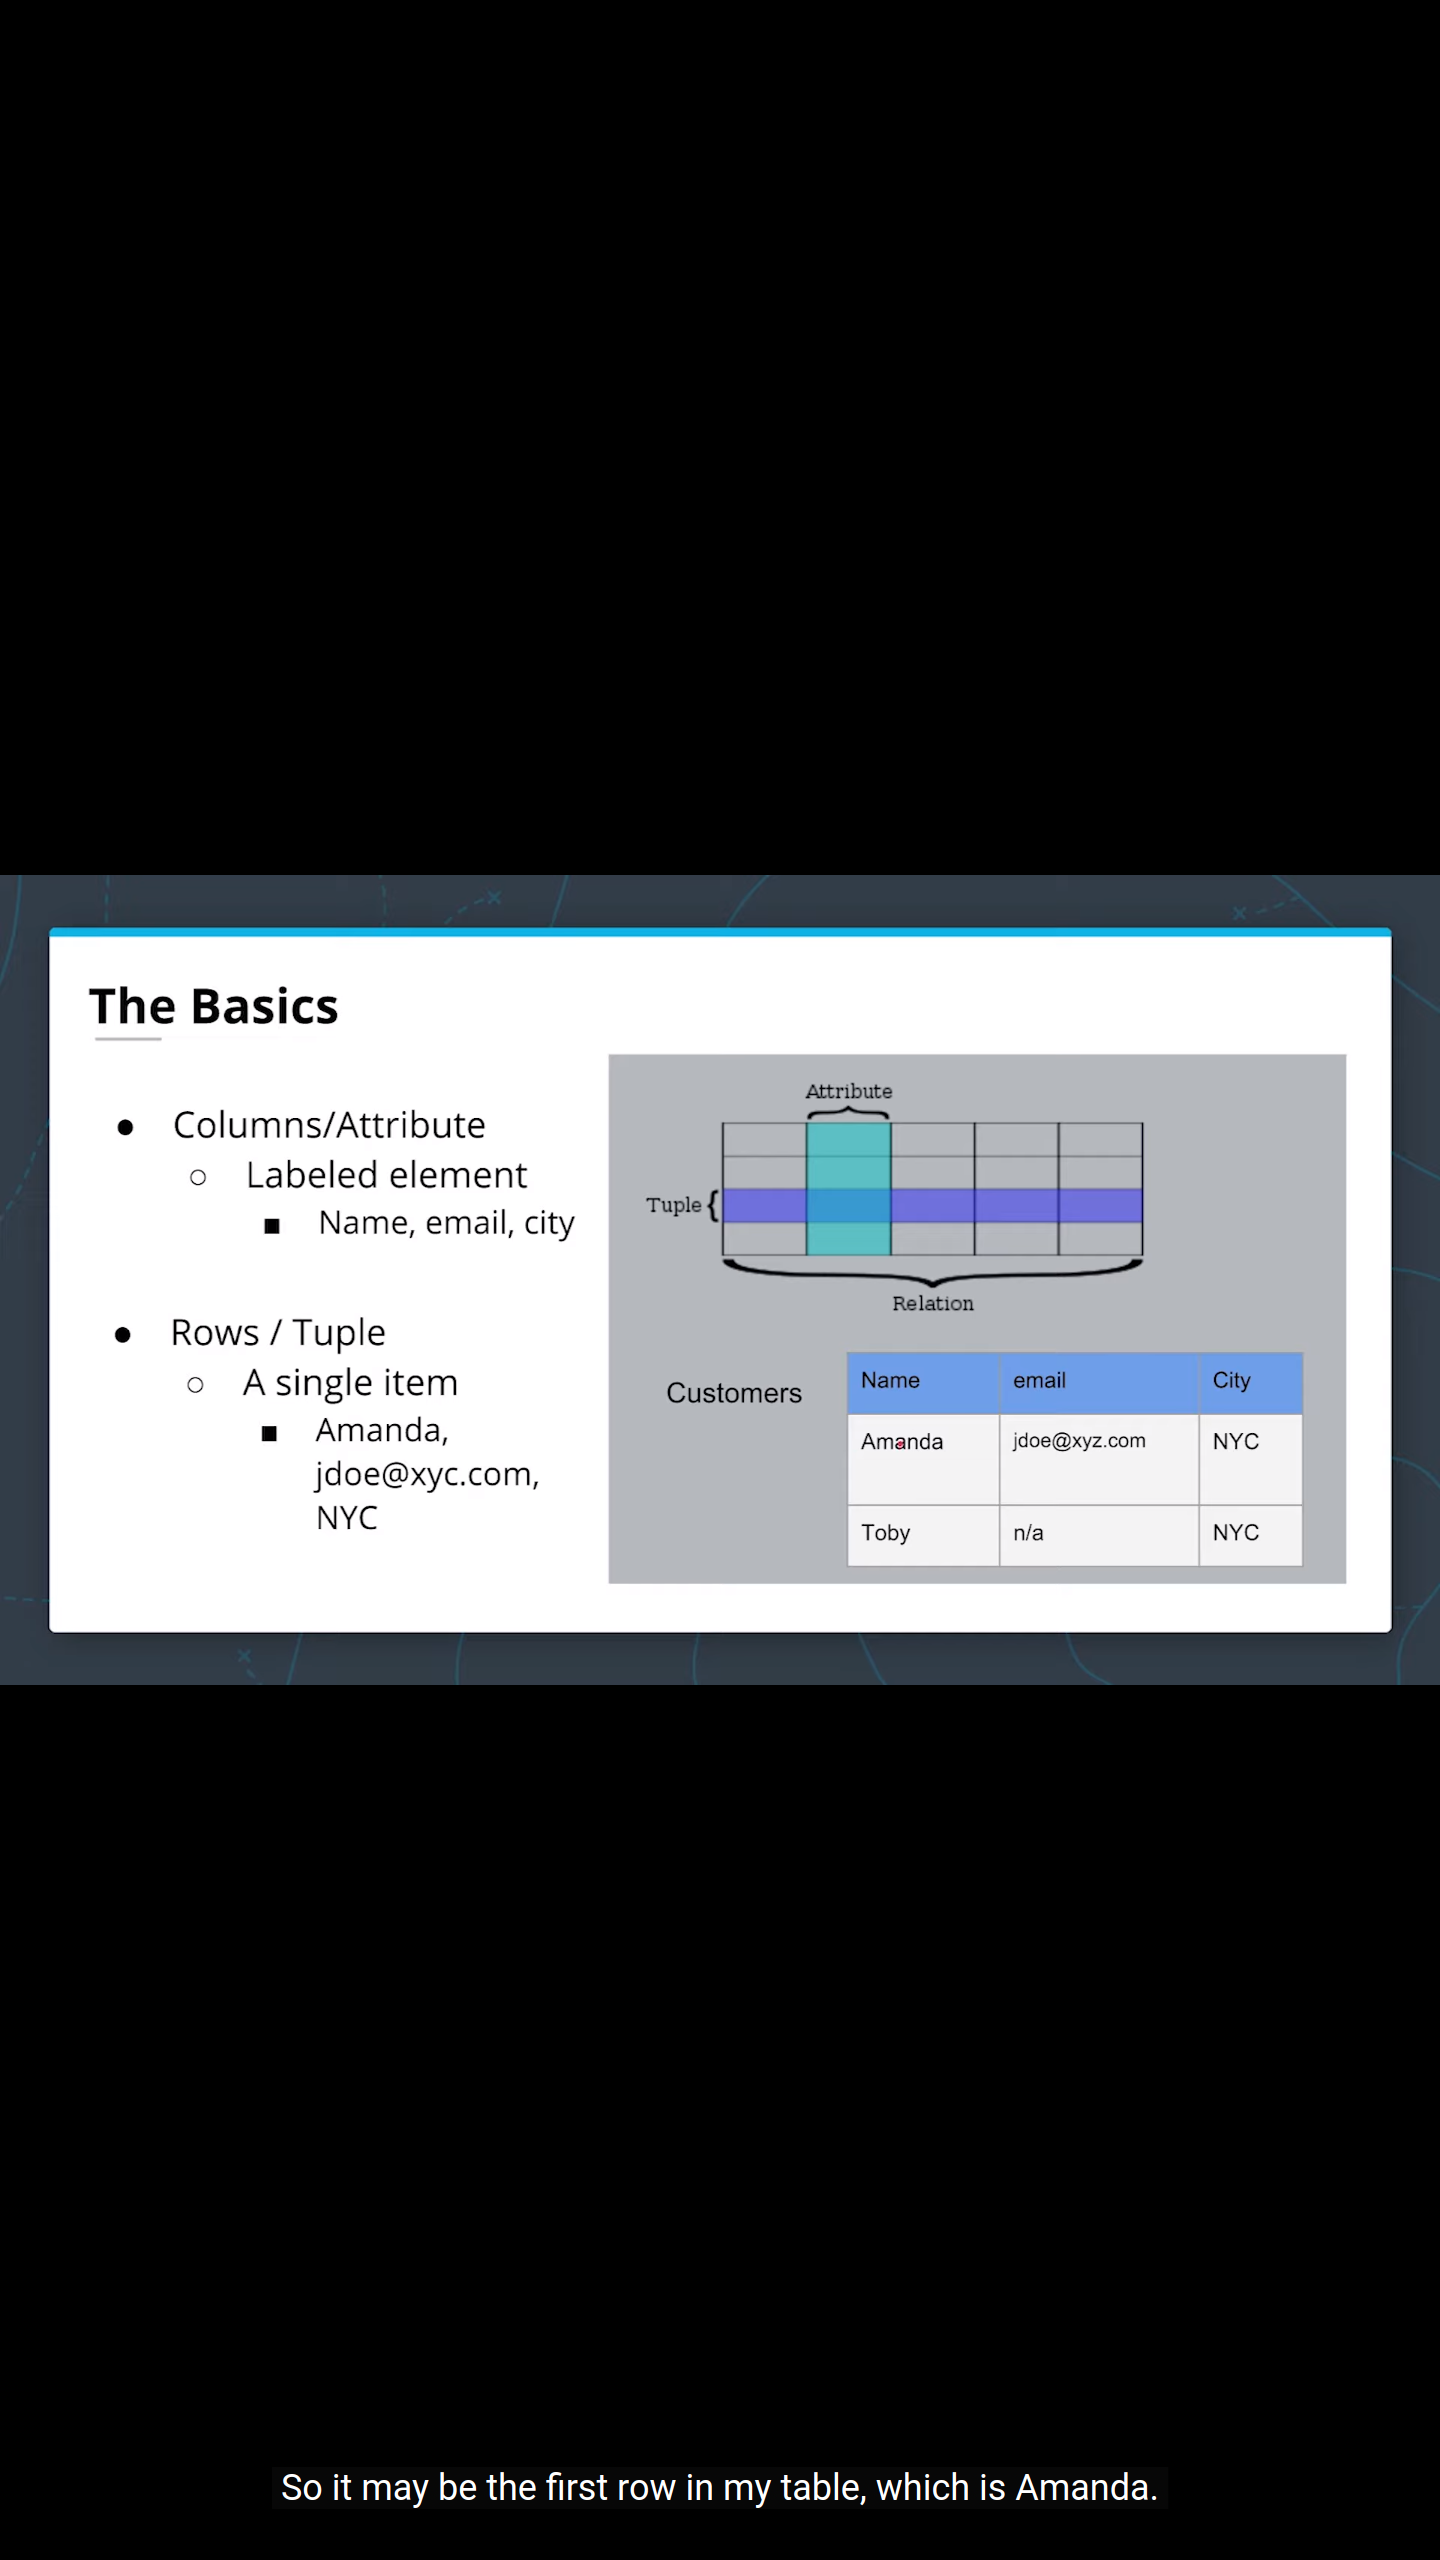 The Basics
● Columns/Attribute
○ Labeled element
■ Name, email, city
● Rows / Tuple
○ A single item
■ Amanda,
jdoe@xyc.com,
NYC
Attribute
Tuple {
Relation
Customers
Name email City
Amanda jdoe@xyz.com NYC
Toby n/a NYC
So it may be the first row in my table, which is Amanda.